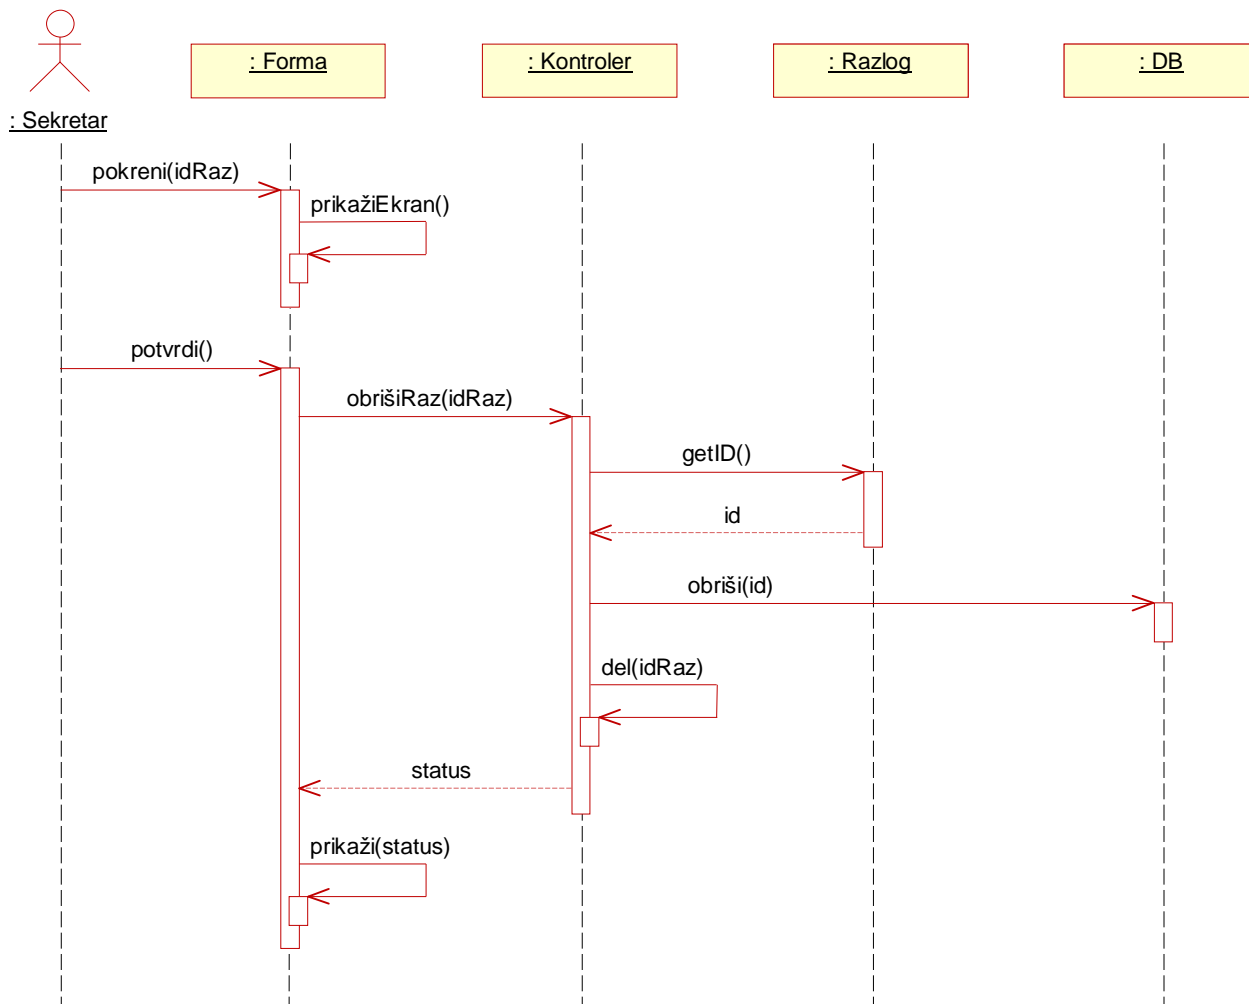 : Forma
: Kontroler
: Razlog
: DB
: Sekretar
pokreni(idRaz)
prikažiEkran()
potvrdi()
obrišiRaz(idRaz)
getID()
id
obriši(id)
del(idRaz)
status
prikaži(status)